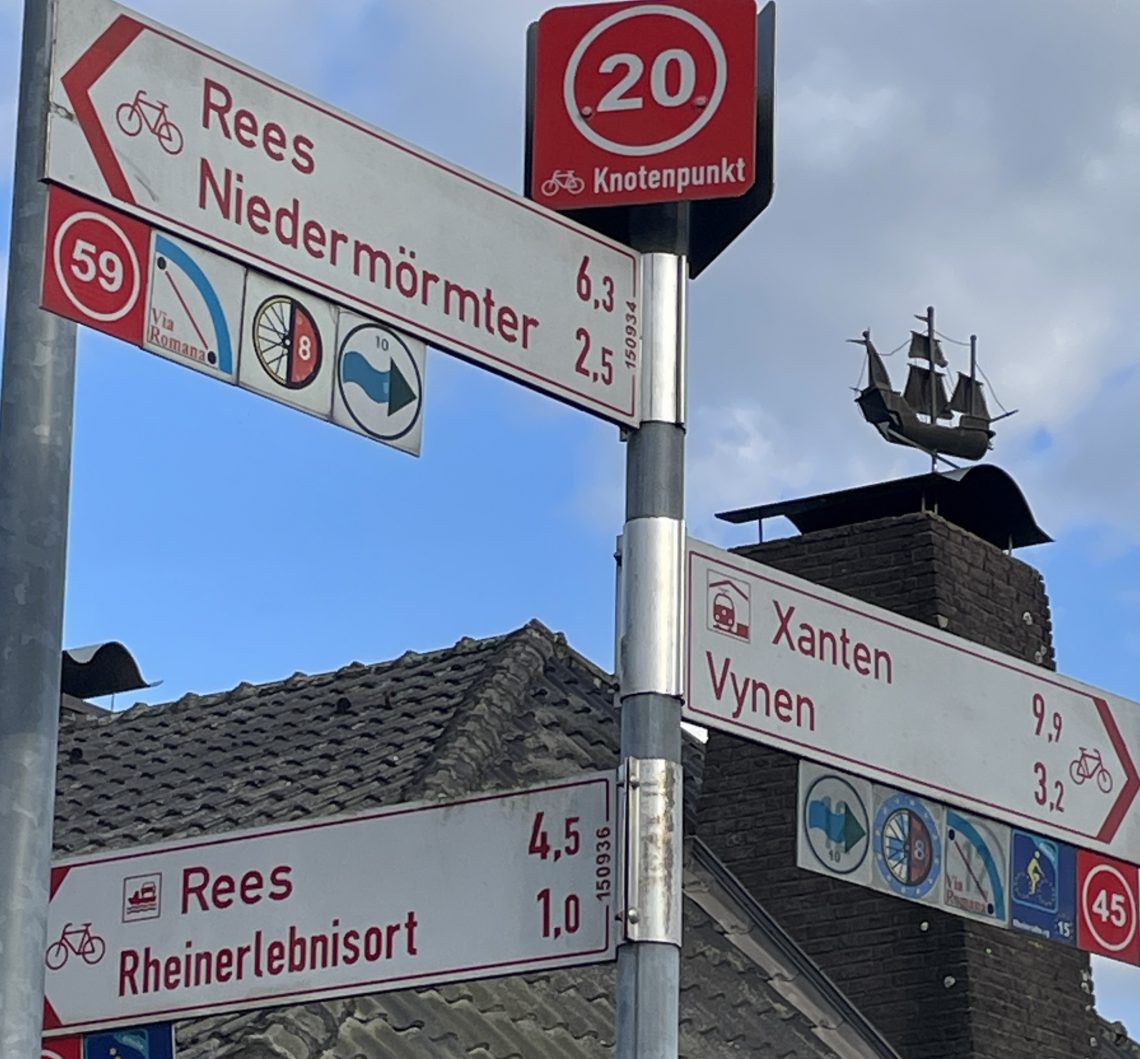 20
Knotenpunkt
Rees 6,3
Niedermörmter 2,5
150934
59
Via
Romana
8
10
Xanten 9,9
Vynen 3,2
10
8
Via
Romana
15
45
Rees 4,5
Rheinerlebnisort 1,0
150936